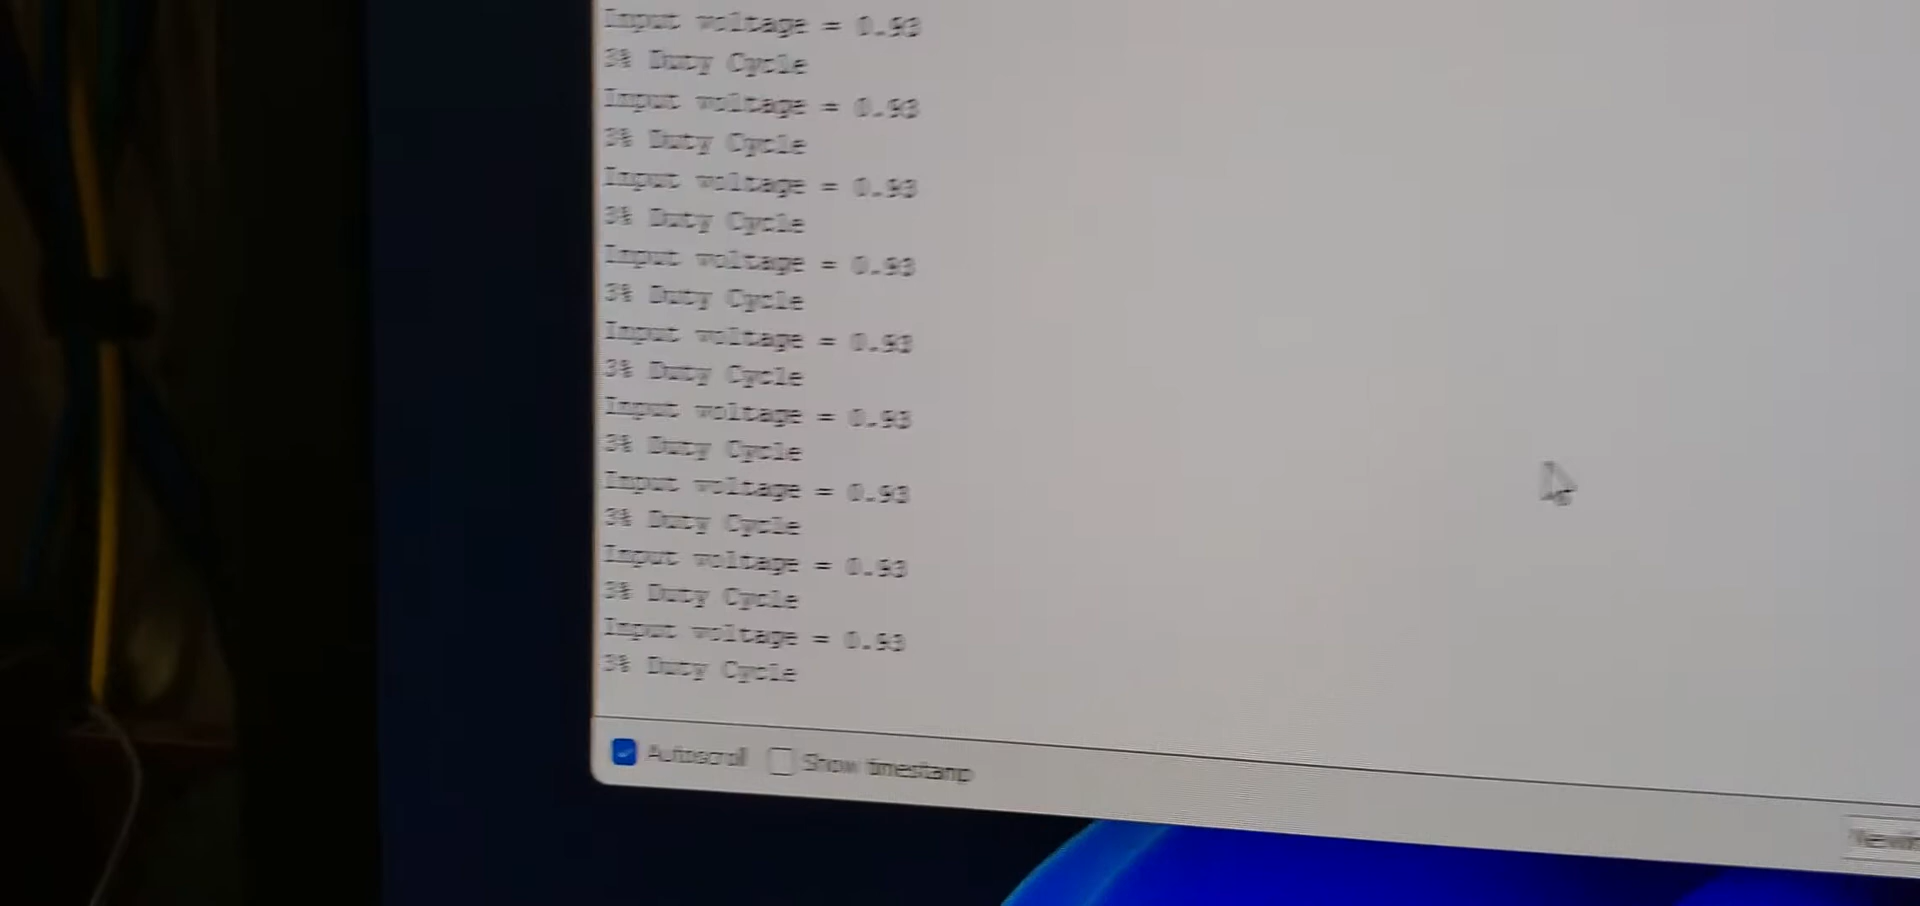 Input voltage = 0.93
3% Duty Cycle
Input voltage = 0.93
3% Duty Cycle
Input voltage = 0.93
3% Duty Cycle
Input voltage = 0.93
3% Duty Cycle
Input voltage = 0.93
3% Duty Cycle
Input voltage = 0.93
3% Duty Cycle
Input voltage = 0.93
3% Duty Cycle
Input voltage = 0.93
3% Duty Cycle
Input voltage = 0.93
3% Duty Cycle
Autoscroll Show timestamp